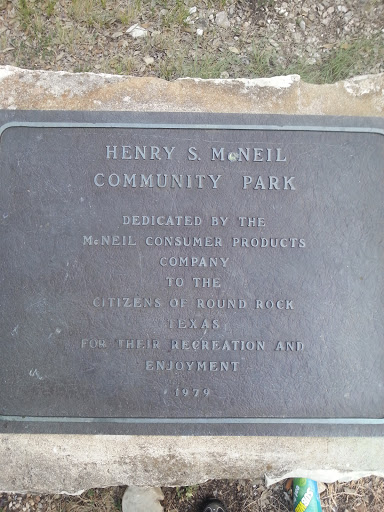 HENRY S. McNEIL
COMMUNITY PARK
DEDICATED BY THE
McNEIL CONSUMER PRODUCTS
COMPANY
TO THE
CITIZENS OF ROUND ROCK
TEXAS
FOR THEIR RECREATION AND
ENJOYMENT
1979